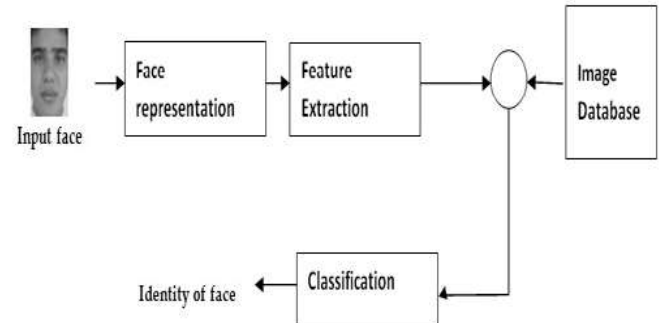 Input face
Face
representation
Feature
Extraction
Image
Database
Classification
Identity of face